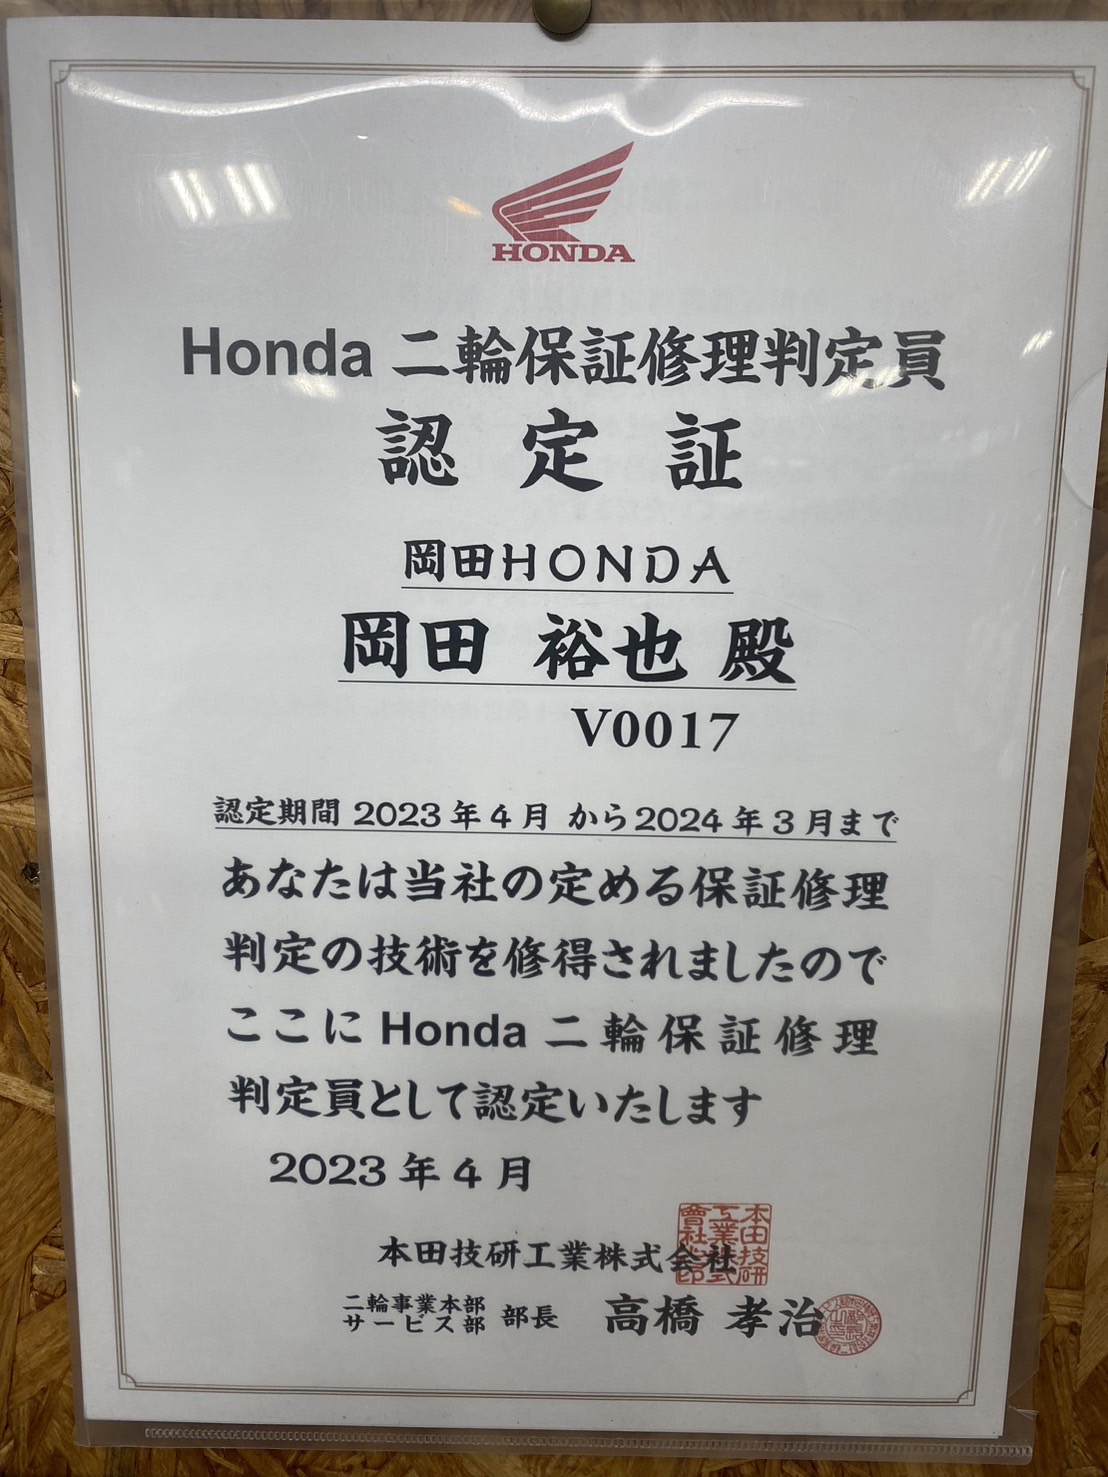 HONDA
Honda 二輪保証修理判定員
認定証
岡田HONDA
岡田 裕也 殿
V0017
認定期間 2023年4月 から2024年3月まで
あなたは当社の定める保証修理
判定の技術を修得されましたので
ここに Honda 二輪保証修理
判定員として認定いたします
2023年4月
本田技研工業株式会社
二輪事業本部
サービス部 部長 高橋 孝治